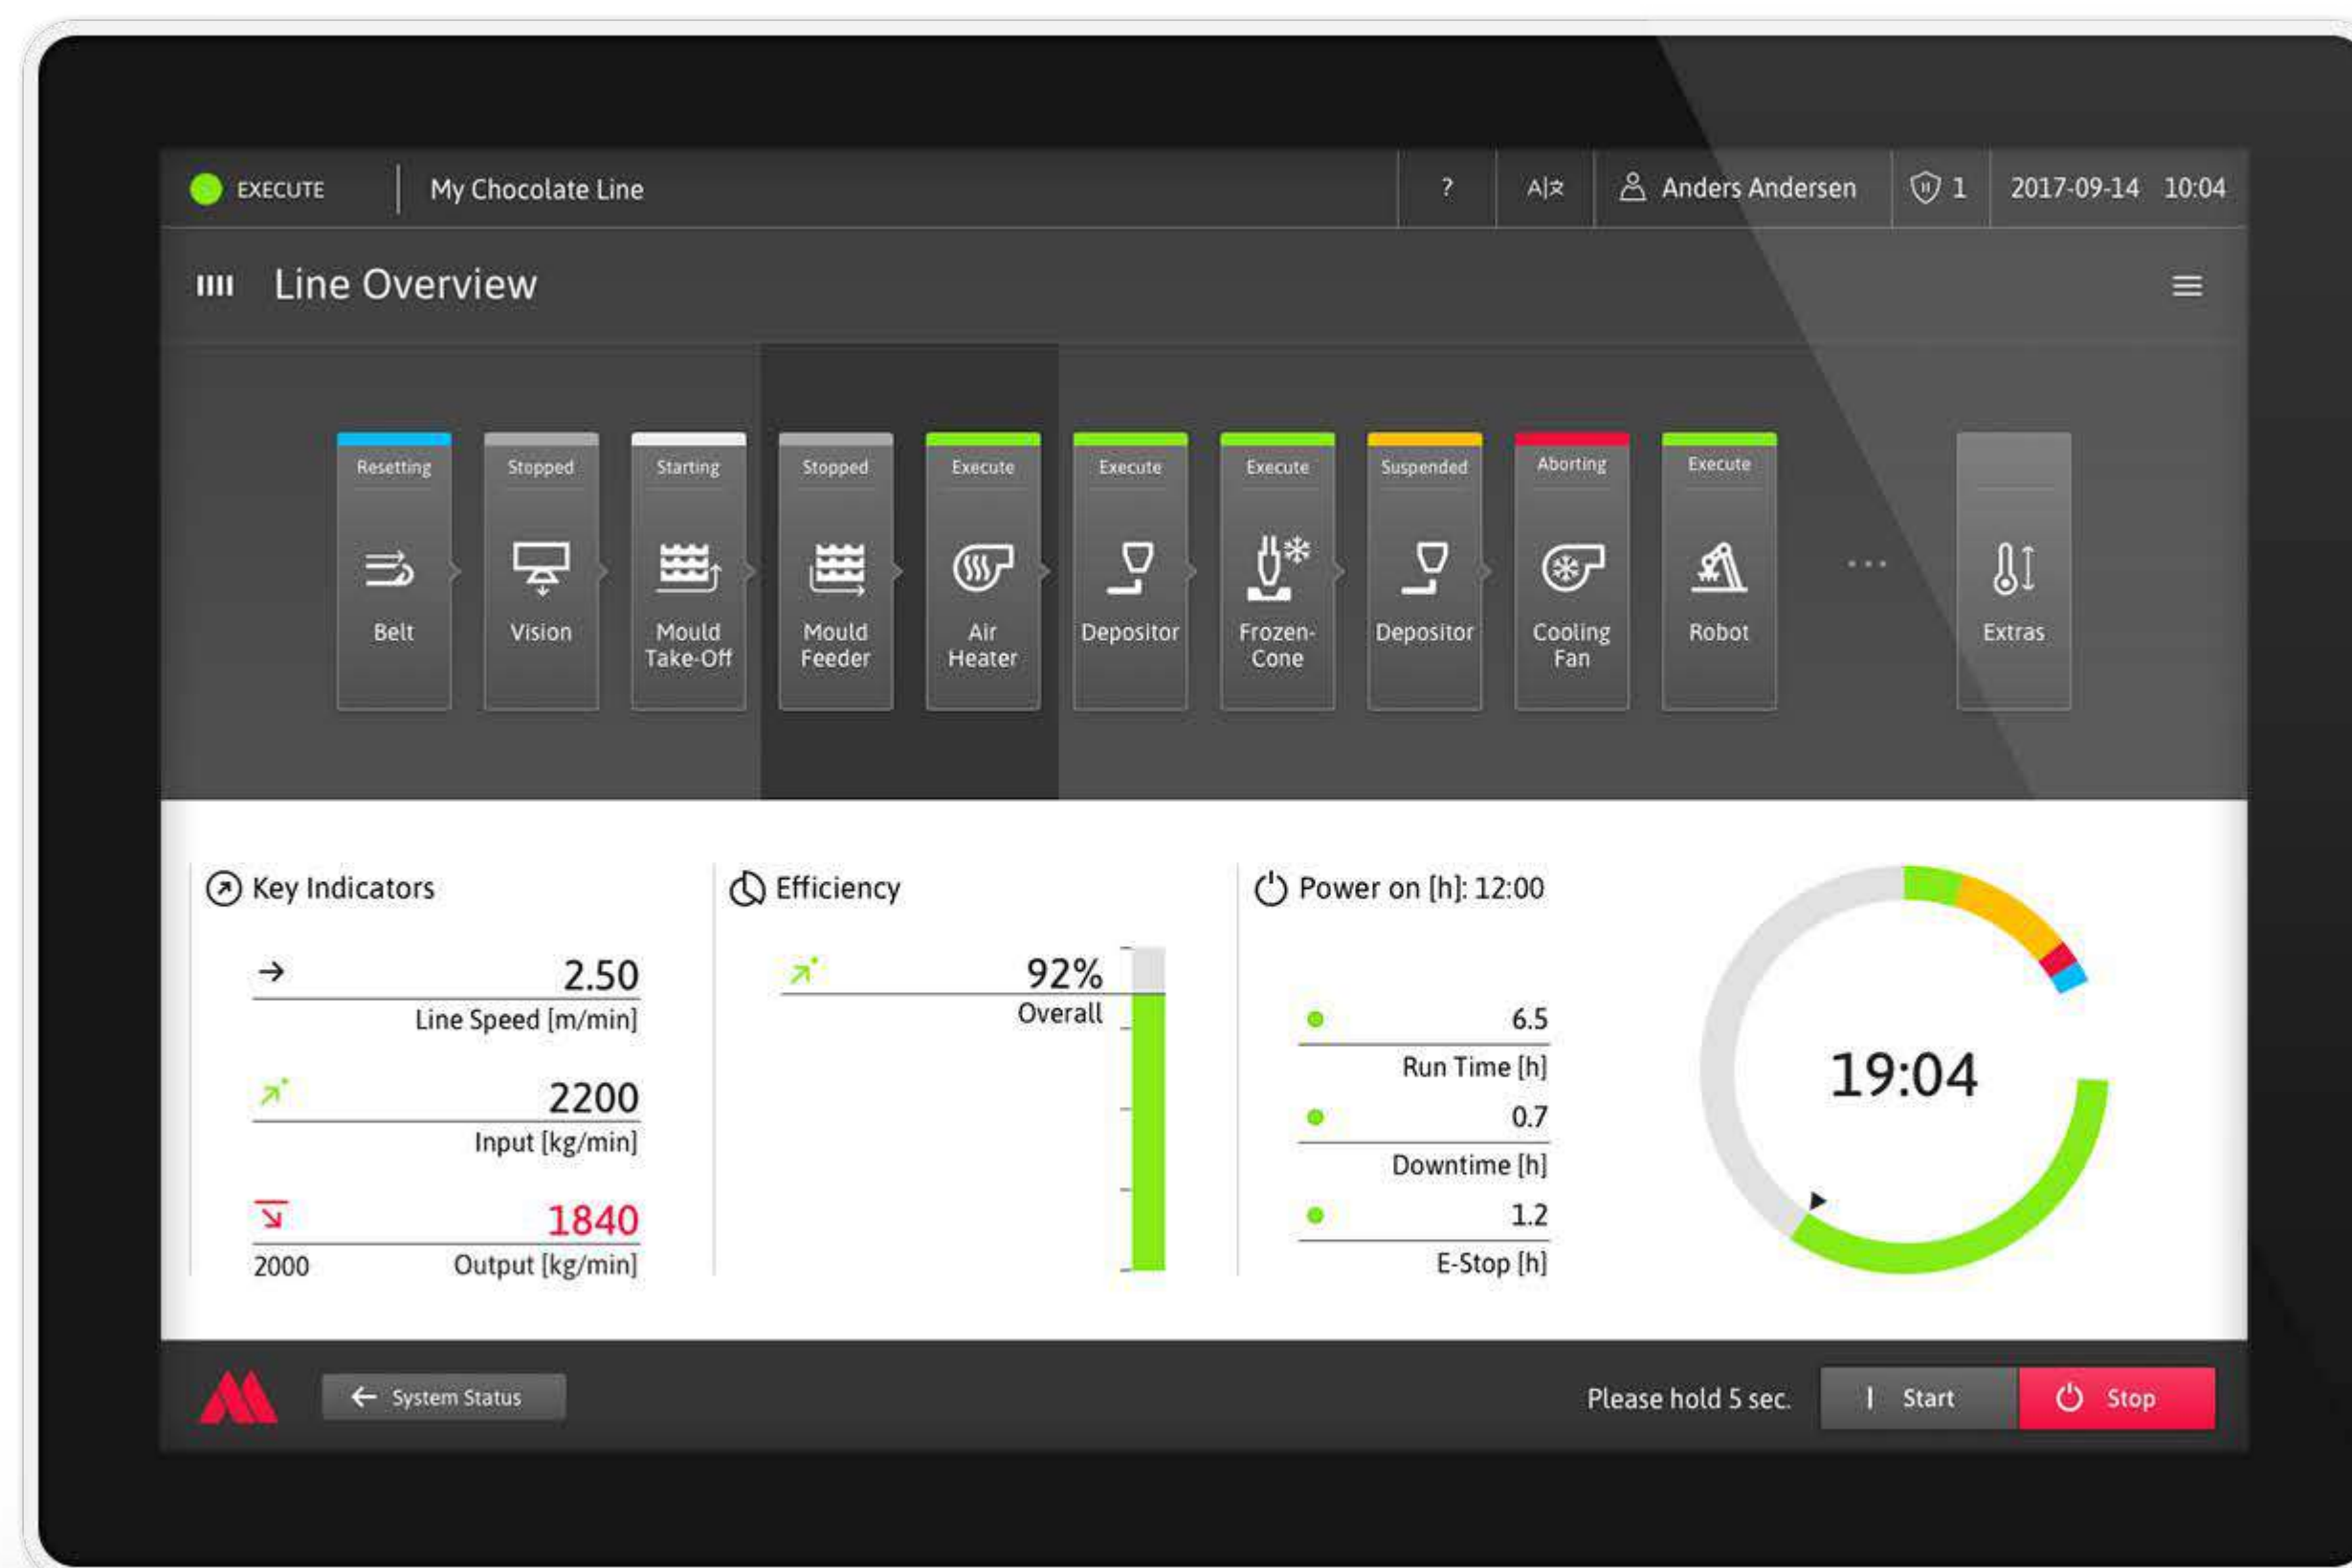 EXECUTE
My Chocolate Line
?
A|文
Anders Andersen
1
2017-09-14 10:04
Line Overview
Resetting
Belt
Stopped
Vision
Starting
Mould
Take-Off
Stopped
Mould
Feeder
Execute
Air
Heater
Execute
Depositor
Execute
Frozen-
Cone
Suspended
Depositor
Aborting
Cooling
Fan
Execute
Robot
...
Extras
Key Indicators
2.50
Line Speed [m/min]
2200
Input [kg/min]
1840
2000
Output [kg/min]
Efficiency
92%
Overall
Power on [h]: 12:00
6.5
Run Time [h]
0.7
Downtime [h]
1.2
E-Stop [h]
19:04
System Status
Please hold 5 sec.
Start
Stop